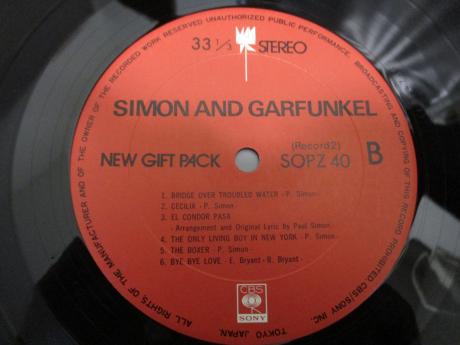 ALL RIGHTS OF THE MANUFACTURER AND OF THE OWNER OF THE RECORDED WORK RESERVED UNAUTHORIZED PUBLIC PERFORMANCE, BROADCASTING AND COPYING OF THIS RECORD PROHIBITED CBS/SONY INC. TOKYO JAPAN.
33 1/3 STEREO
SIMON AND GARFUNKEL
NEW GIFT PACK
(Record2)
SOPZ 40
B
1. BRIDGE OVER TROUBLED WATER - P. Simon -
2. CECILIA - P. Simon -
3. EL CONDOR PASA
- Arrangement and Original Lyric by Paul Simon -
4. THE ONLY LIVING BOY IN NEW YORK - P. Simon -
5. THE BOXER - P. Simon -
6. BYE BYE LOVE - F. Bryant - B. Bryant -
CBS
SONY